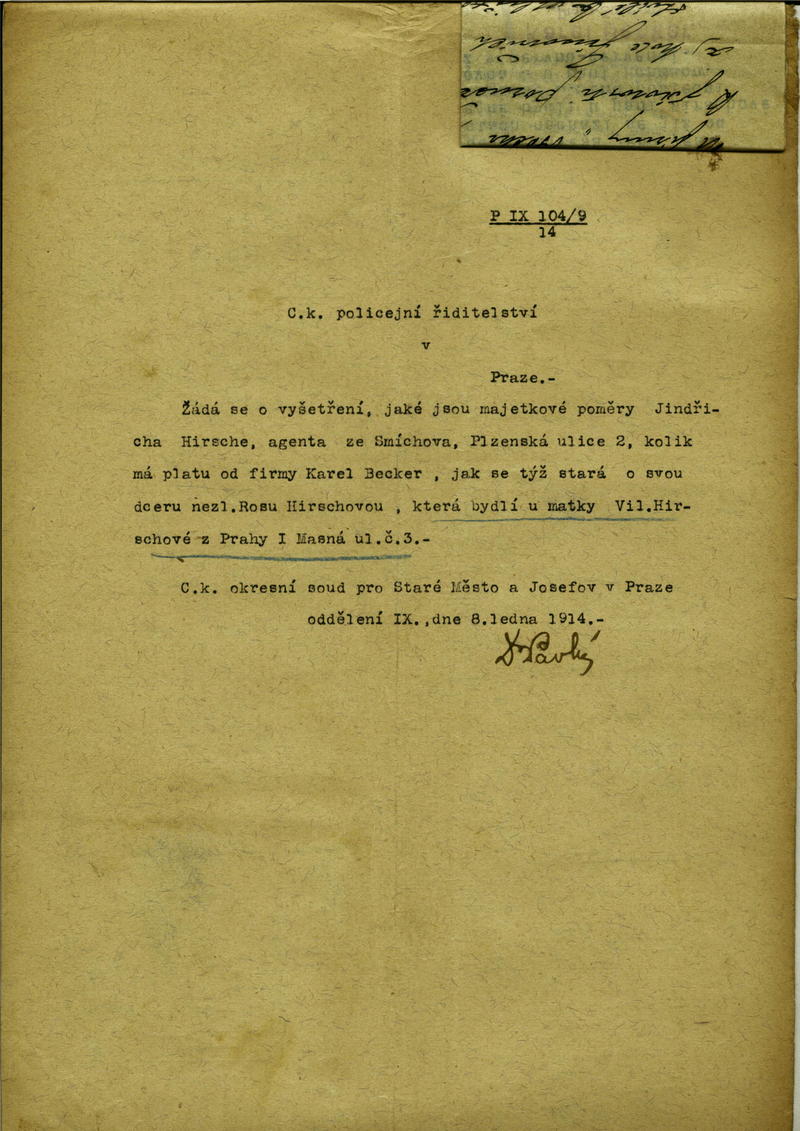 P IX 104/9
14
C.k. policejní řiditelství
v
Praze.-
Žádá se o vyšetření, jaké jsou majetkové poměry Jindři-
cha Hirsche, agenta ze Smíchova, Plzenská ulice 2, kolik
má platu od firmy Karel Becker , jak se týž stará o svou
dceru nezl.Rosu Hirschovou , která bydlí u matky Vil.Hir-
schové z Prahy I Masná ul.č.3.-
C.k. okresní soud pro Staré Město a Josefov v Praze
oddělení IX.,dne 8.ledna 1914.-